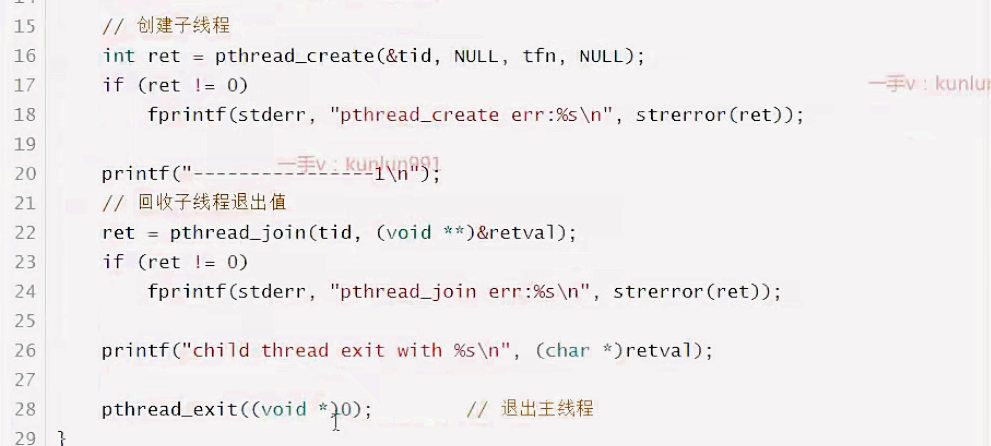 15 // 创建子线程
16 int ret = pthread_create(&tid, NULL, tfn, NULL);
17 if (ret != 0)
一手v：kunlun
18 fprintf(stderr, "pthread_create err:%s\n", strerror(ret));
19
一手v：kunlun991
20 printf("----------------1\n");
21 // 回收子线程退出值
22 ret = pthread_join(tid, (void **)&retval);
23 if (ret != 0)
24 fprintf(stderr, "pthread_join err:%s\n", strerror(ret));
25
26 printf("child thread exit with %s\n", (char *)retval);
27
28 pthread_exit((void *)0); // 退出主线程
29 }